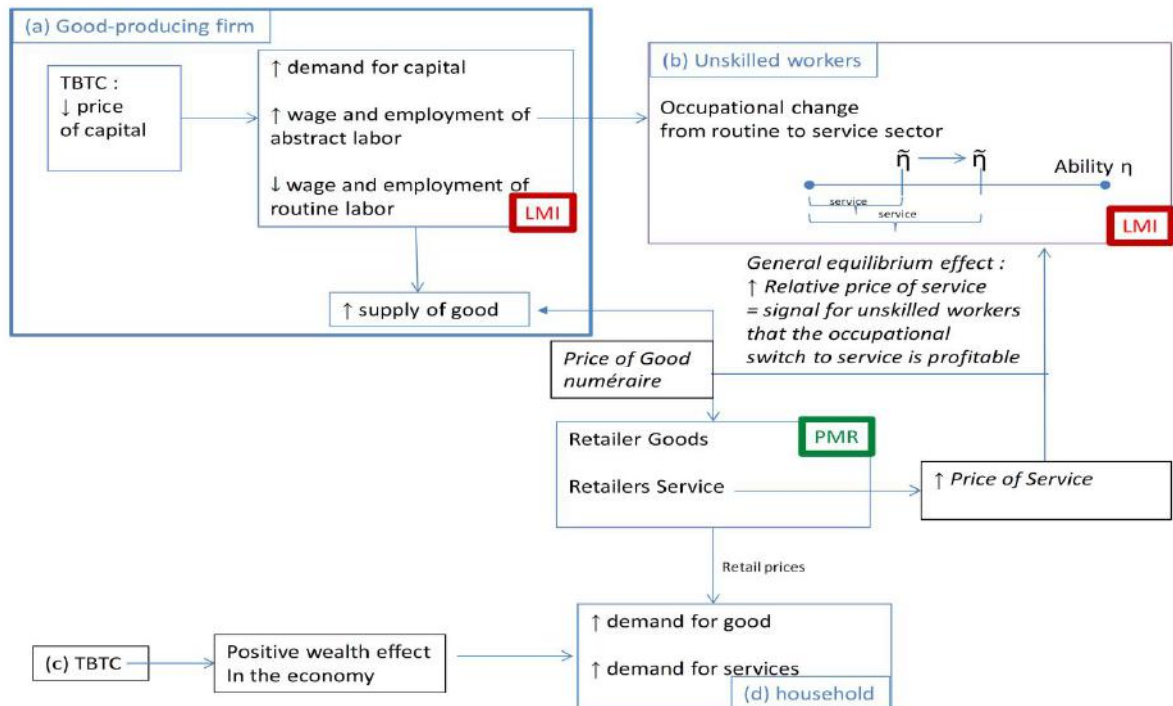 (a) Good-producing firm
TBTC :
↓ price
of capital
↑ demand for capital
↑ wage and employment of
abstract labor
↓ wage and employment of
routine labor
LMI
↑ supply of good
(b) Unskilled workers
Occupational change
from routine to service sector
η̃ → η̃
Ability η
service
service
LMI
General equilibrium effect :
↑ Relative price of service
= signal for unskilled workers
that the occupational
switch to service is profitable
Price of Good
numéraire
Retailer Goods
PMR
Retailers Service
↑ Price of Service
Retail prices
(c) TBTC
Positive wealth effect
In the economy
↑ demand for good
↑ demand for services
(d) household